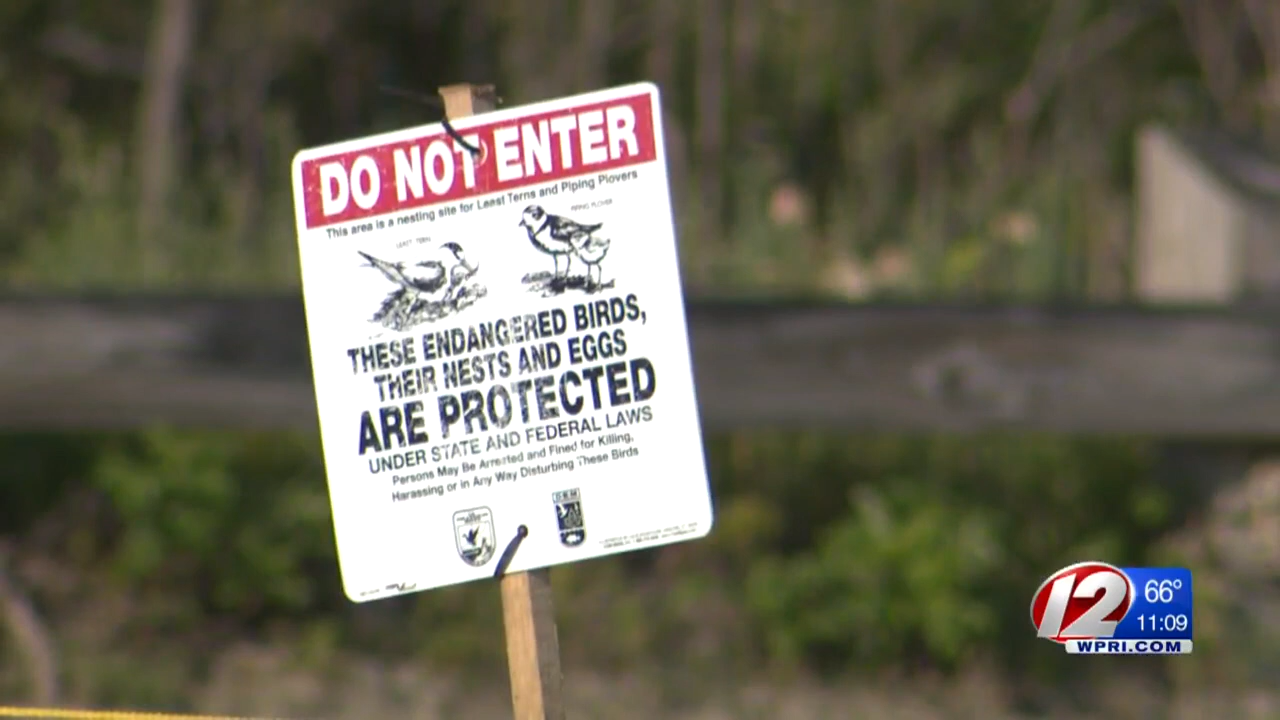 DO NOT ENTER
This area is a nesting site for Least Terns and Piping Plovers
LEAST TERN
PIPING PLOVER
THESE ENDANGERED BIRDS,
THEIR NESTS AND EGGS
ARE PROTECTED
UNDER STATE AND FEDERAL LAWS
Persons May Be Arrested and Fined for Killing,
Harassing or in Any Way Disturbing These Birds
12
66°
11:09
WPRI.COM